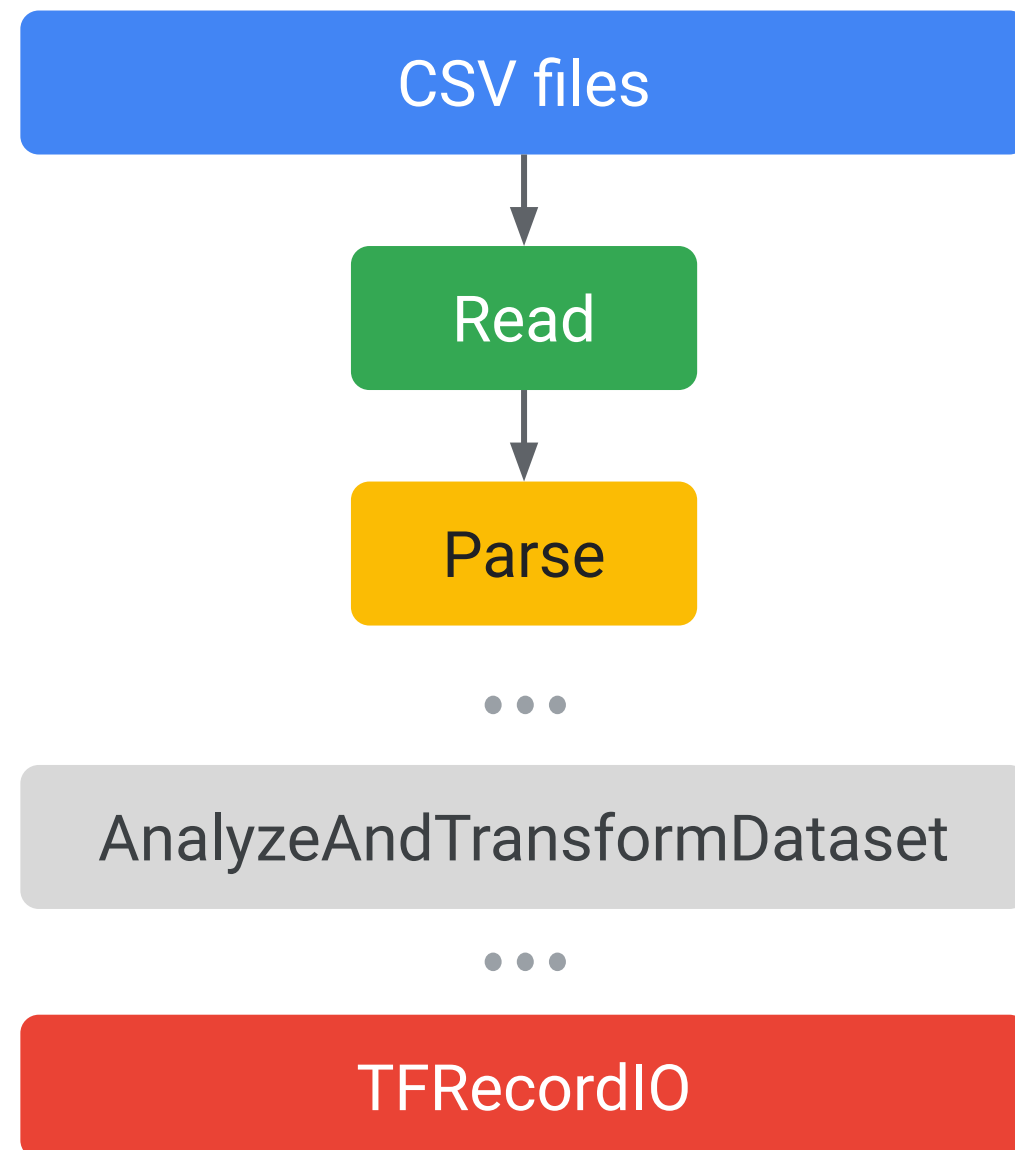 CSV files
Read
Parse
...
AnalyzeAndTransformDataset
...
TFRecordIO